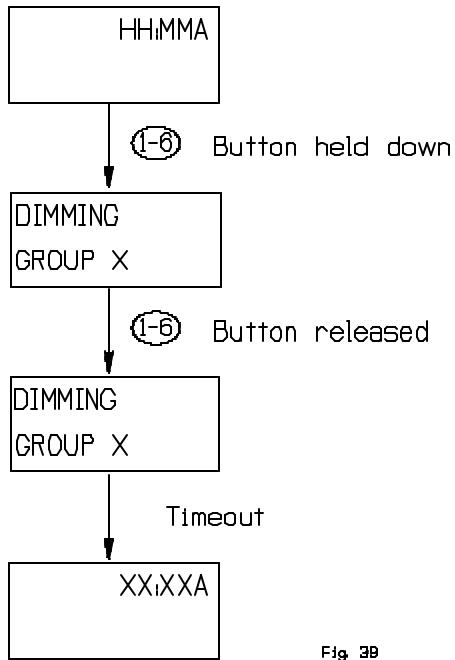 HH:MMA
1-6 Button held down
DIMMING
GROUP X
1-6 Button released
DIMMING
GROUP X
Timeout
XX:XXA
Fig. 39